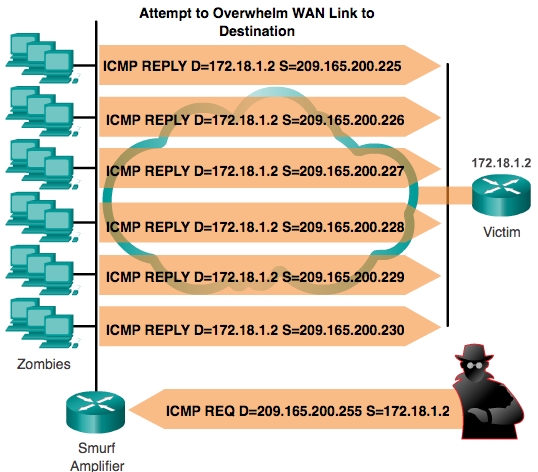 Attempt to Overwhelm WAN Link to
Destination
ICMP REPLY D=172.18.1.2 S=209.165.200.225
ICMP REPLY D=172.18.1.2 S=209.165.200.226
ICMP REPLY D=172.18.1.2 S=209.165.200.227
172.18.1.2
ICMP REPLY D=172.18.1.2 S=209.165.200.228
Victim
ICMP REPLY D=172.18.1.2 S=209.165.200.229
ICMP REPLY D=172.18.1.2 S=209.165.200.230
Zombies
ICMP REQ D=209.165.200.255 S=172.18.1.2
Smurf
Amplifier